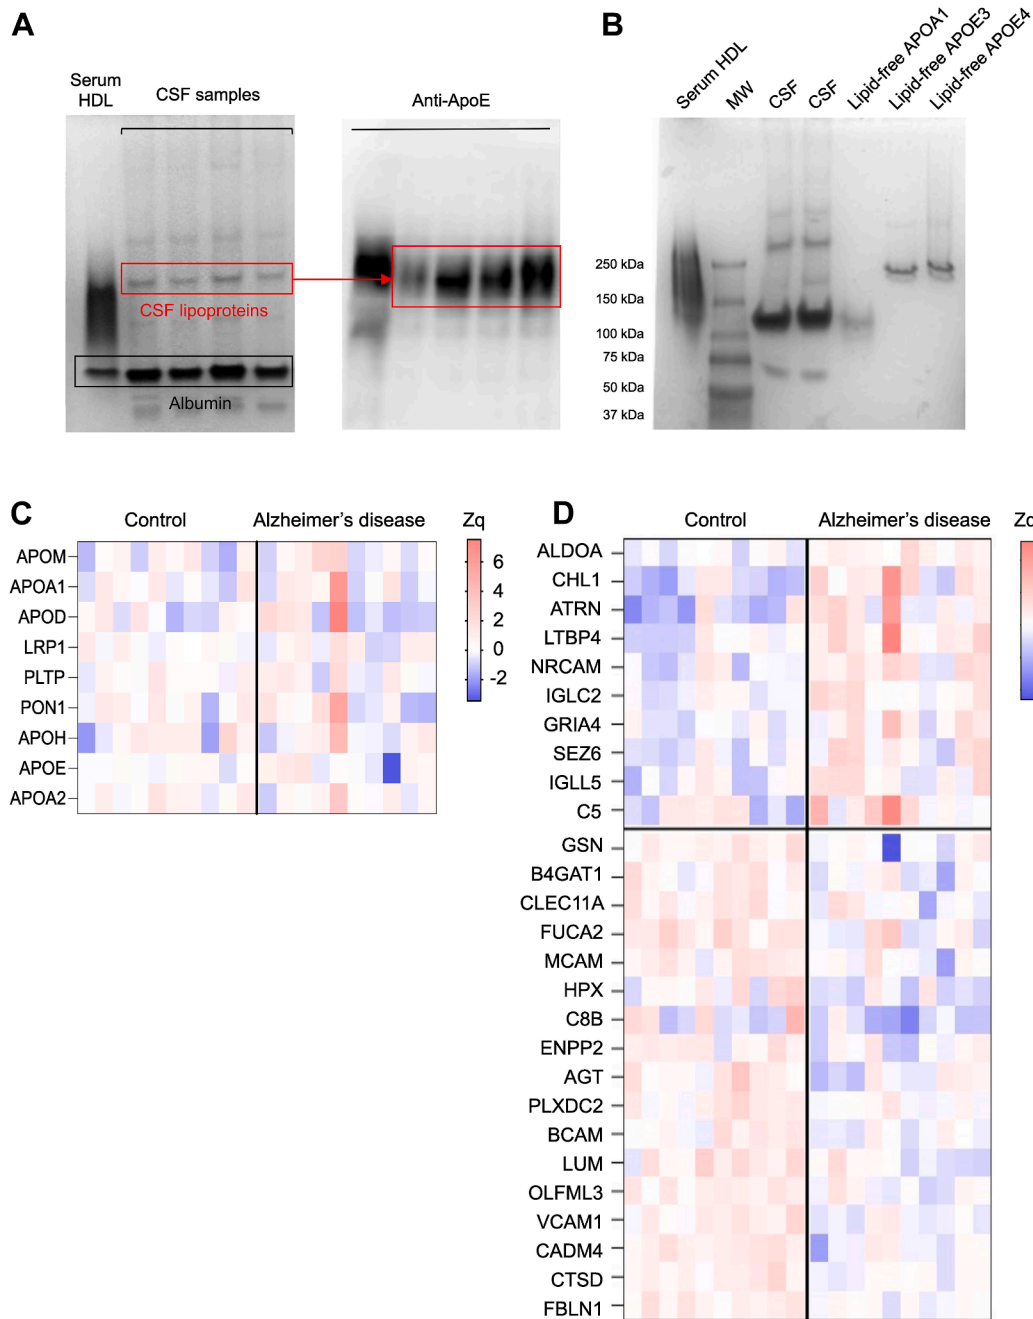 A
Serum
HDL
CSF samples
Anti-ApoE
CSF lipoproteins
Albumin
B
Serum HDL
MW
CSF
CSF
Lipid-free APOA1
Lipid-free APOE3
Lipid-free APOE4
250 kDa
150 kDa
100 kDa
75 kDa
50 kDa
37 kDa
C
Control
Alzheimer's disease
Zq
APOM
APOA1
APOD
LRP1
PLTP
PON1
APOH
APOE
APOA2
6
4
2
0
-2
D
Control
Alzheimer's disease
ALDOA
CHL1
ATRN
LTBP4
NRCAM
IGLC2
GRIA4
SEZ6
IGLL5
C5
GSN
B4GAT1
CLEC11A
FUCA2
MCAM
HPX
C8B
ENPP2
AGT
PLXDC2
BCAM
LUM
OLFML3
VCAM1
CADM4
CTSD
FBLN1